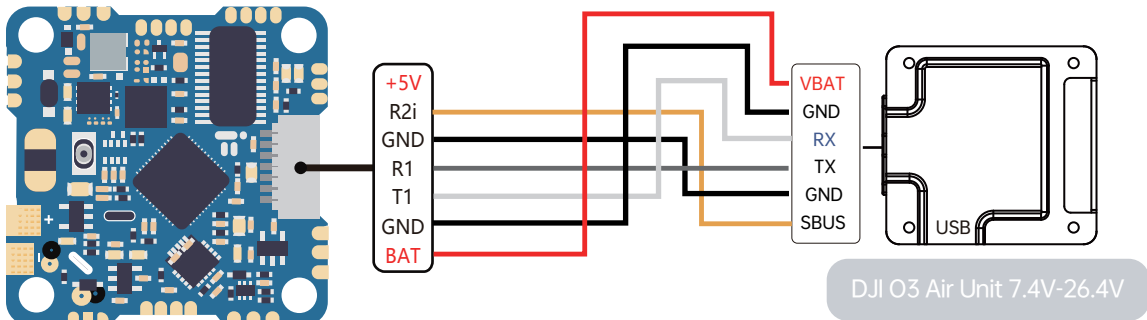 +5V
R2i
GND
R1
T1
GND
BAT
VBAT
GND
RX
TX
GND
SBUS
USB
DJI O3 Air Unit 7.4V-26.4V
+
-